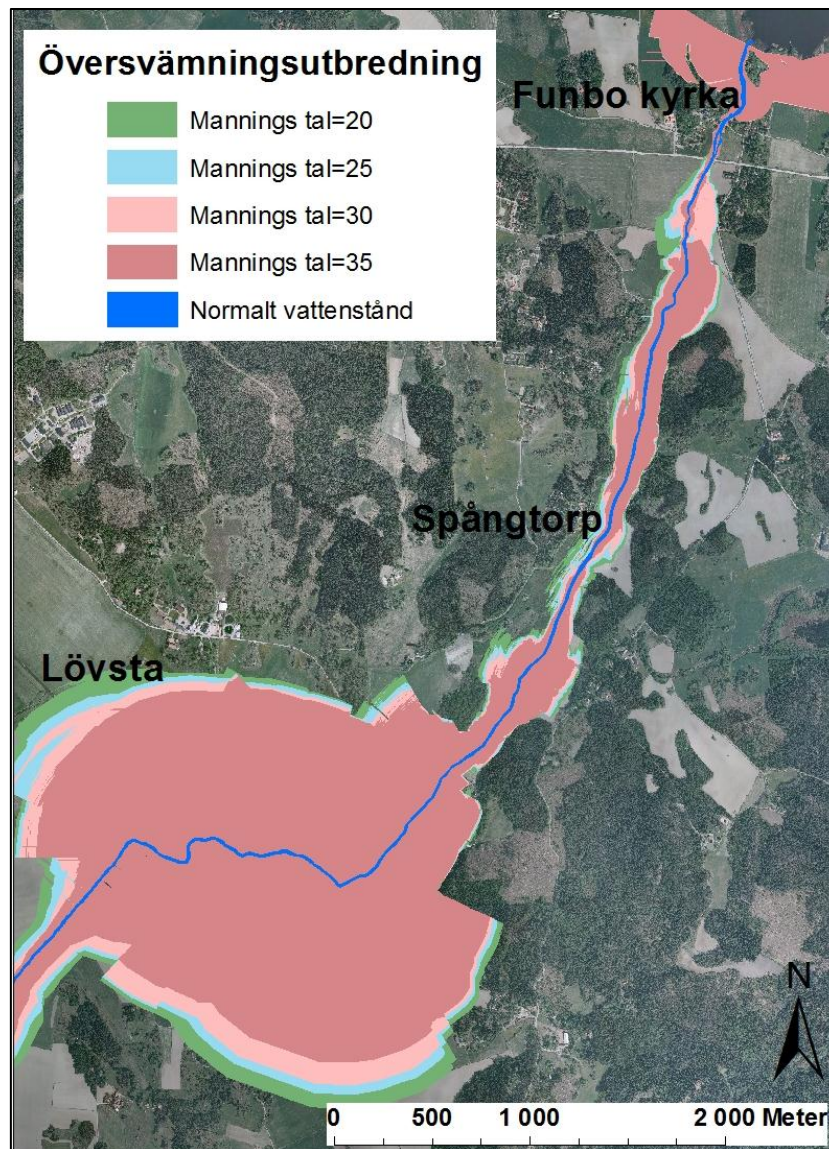 Översvämningsutbredning
Mannings tal=20
Mannings tal=25
Mannings tal=30
Mannings tal=35
Normalt vattenstånd
Funbo kyrka
Spångtorp
Lövsta
N
0 500 1 000 2 000 Meter